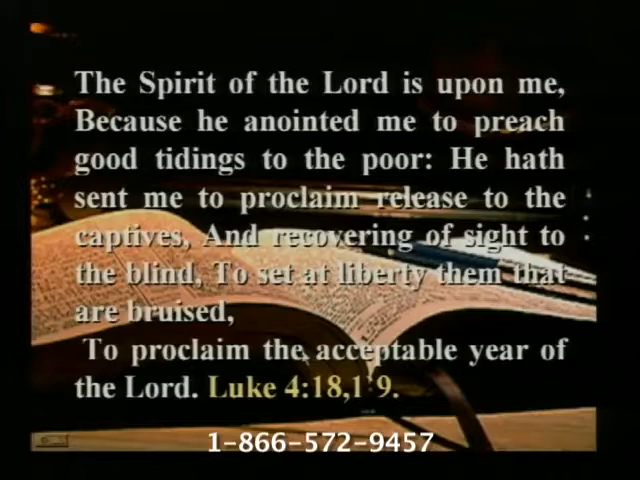 The Spirit of the Lord is upon me,
Because he anointed me to preach
good tidings to the poor: He hath
sent me to proclaim release to the
captives, And recovering of sight to
the blind, To set at liberty them that
are bruised,
To proclaim the acceptable year of
the Lord. Luke 4:18,19.
1-866-572-9457